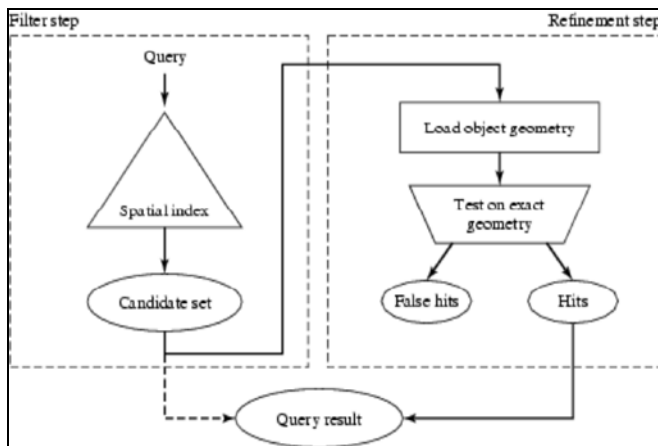 Filter step
Refinement step
Query
Spatial index
Candidate set
Load object geometry
Test on exact
geometry
False hits
Hits
Query result